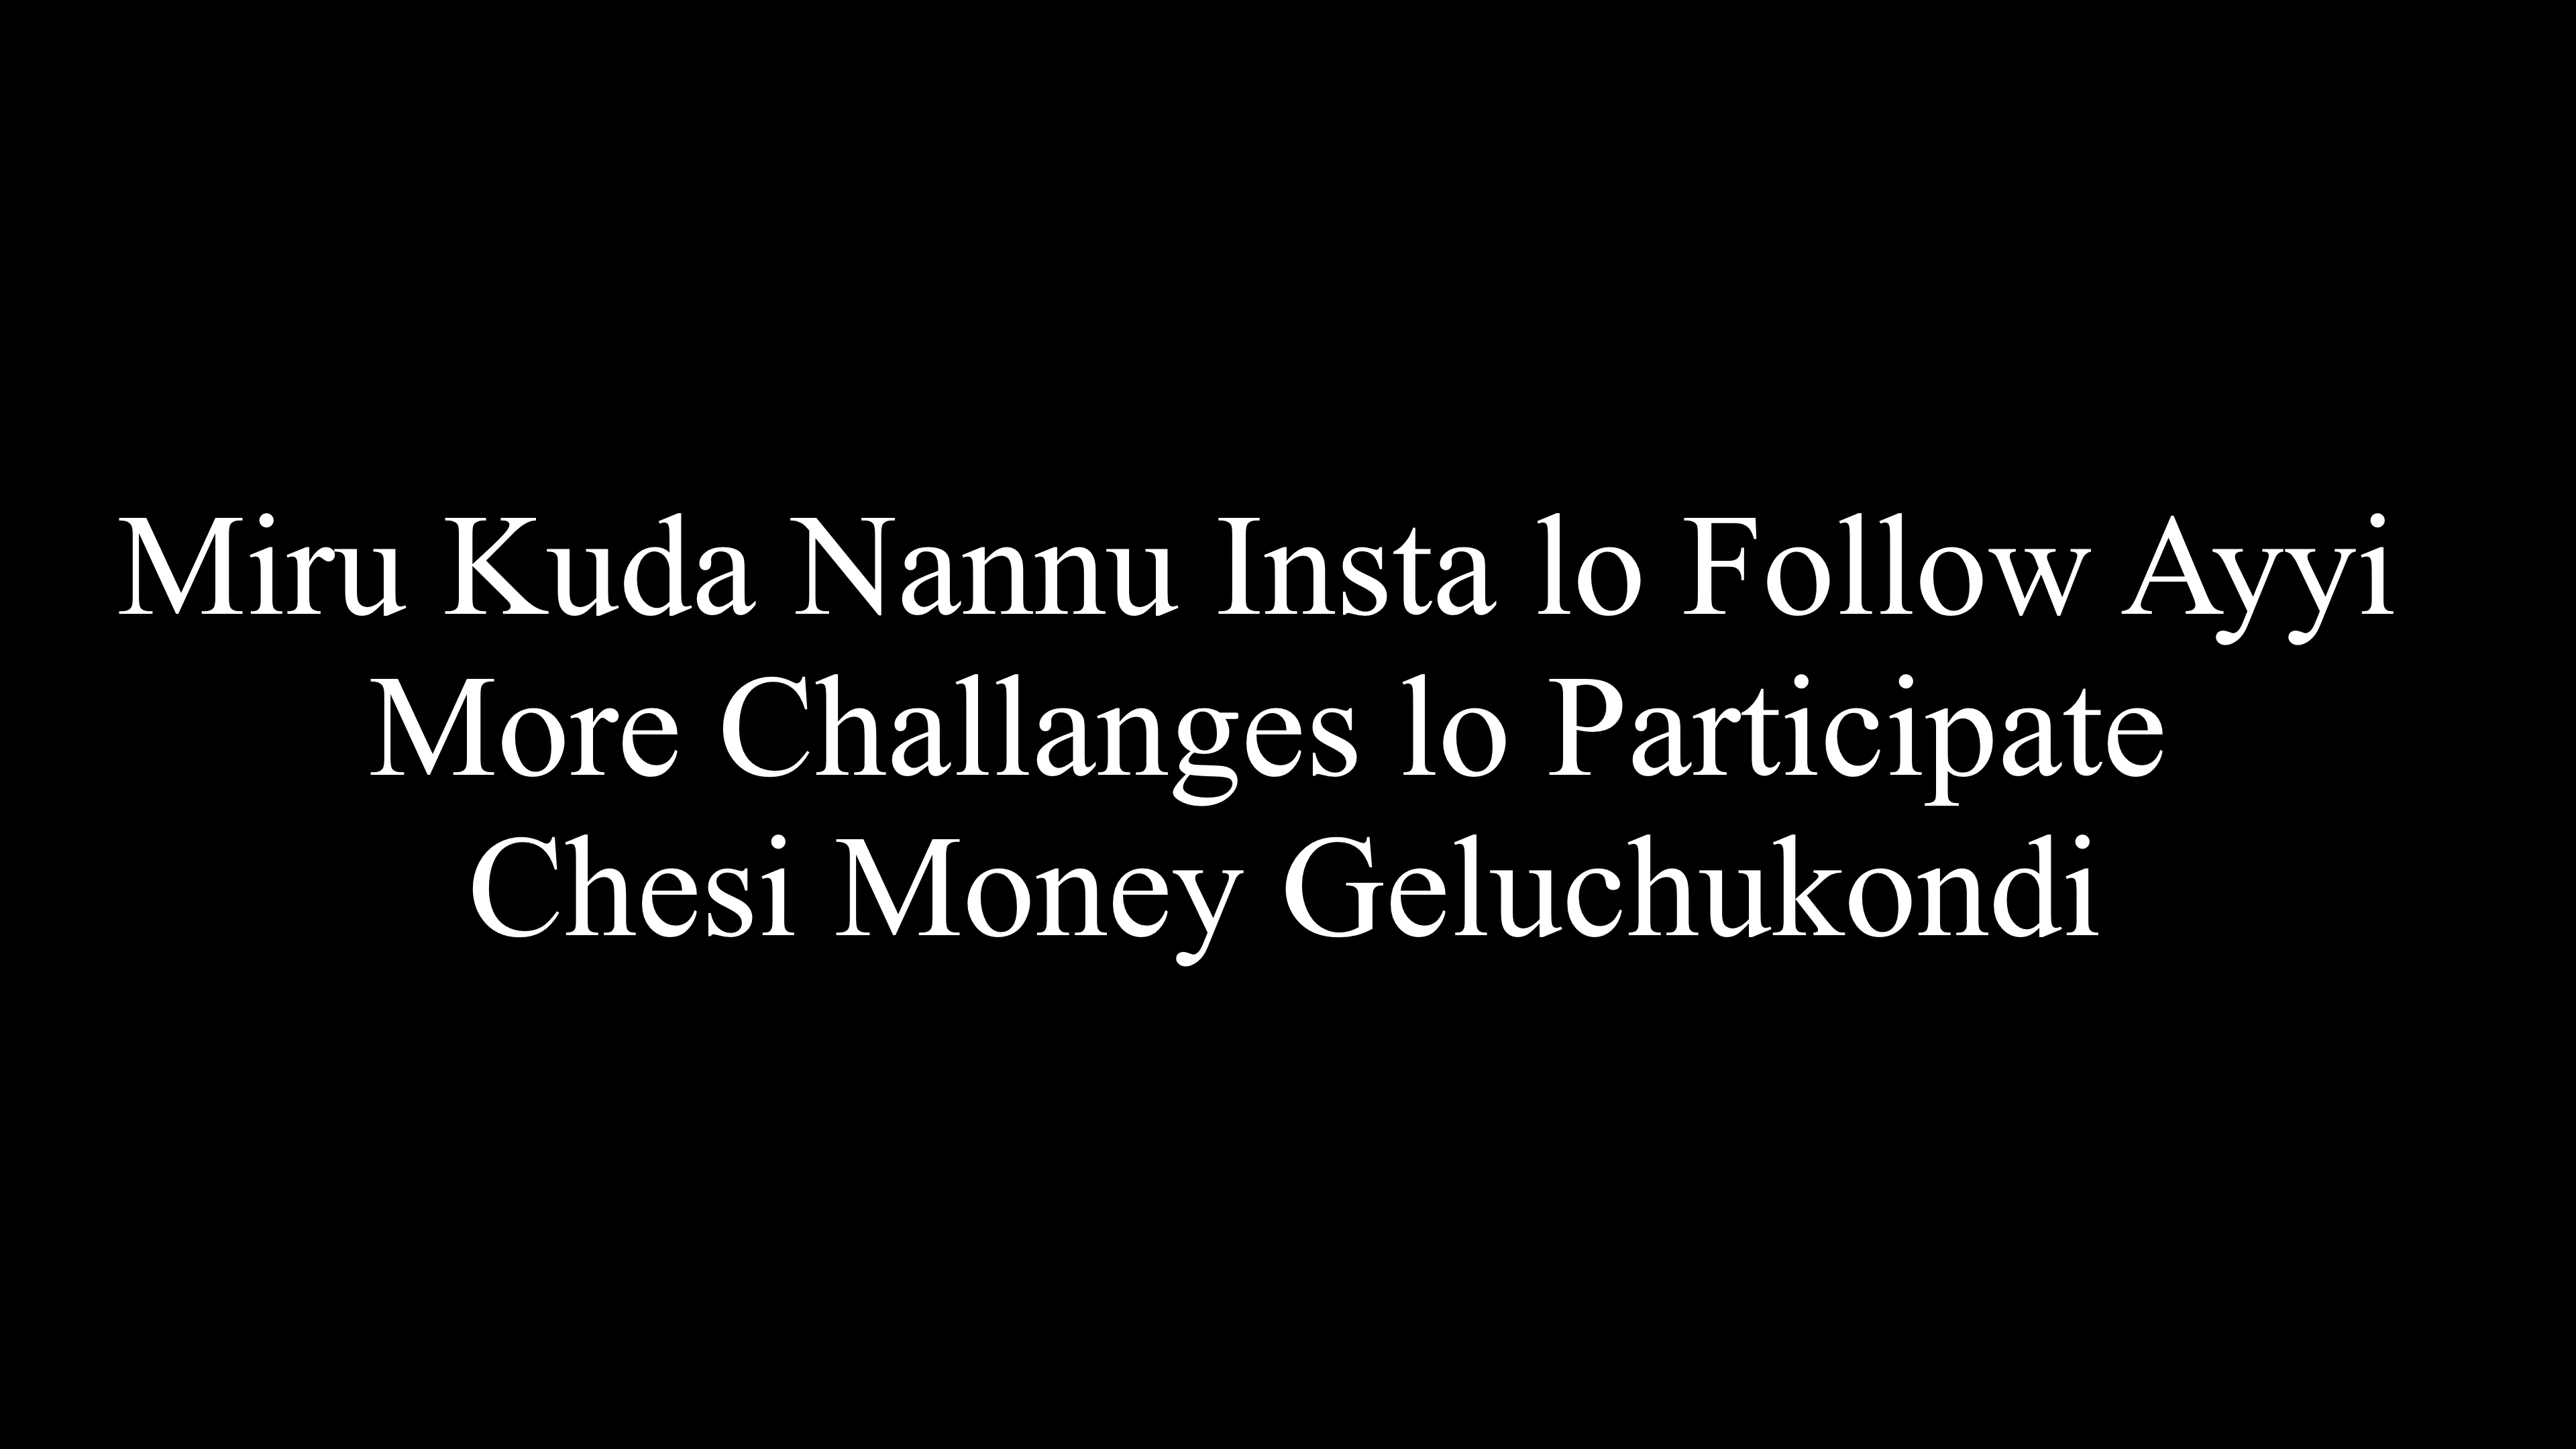 Miru Kuda Nannu Insta lo Follow Ayyi
More Challanges lo Participate
Chesi Money Geluchukondi